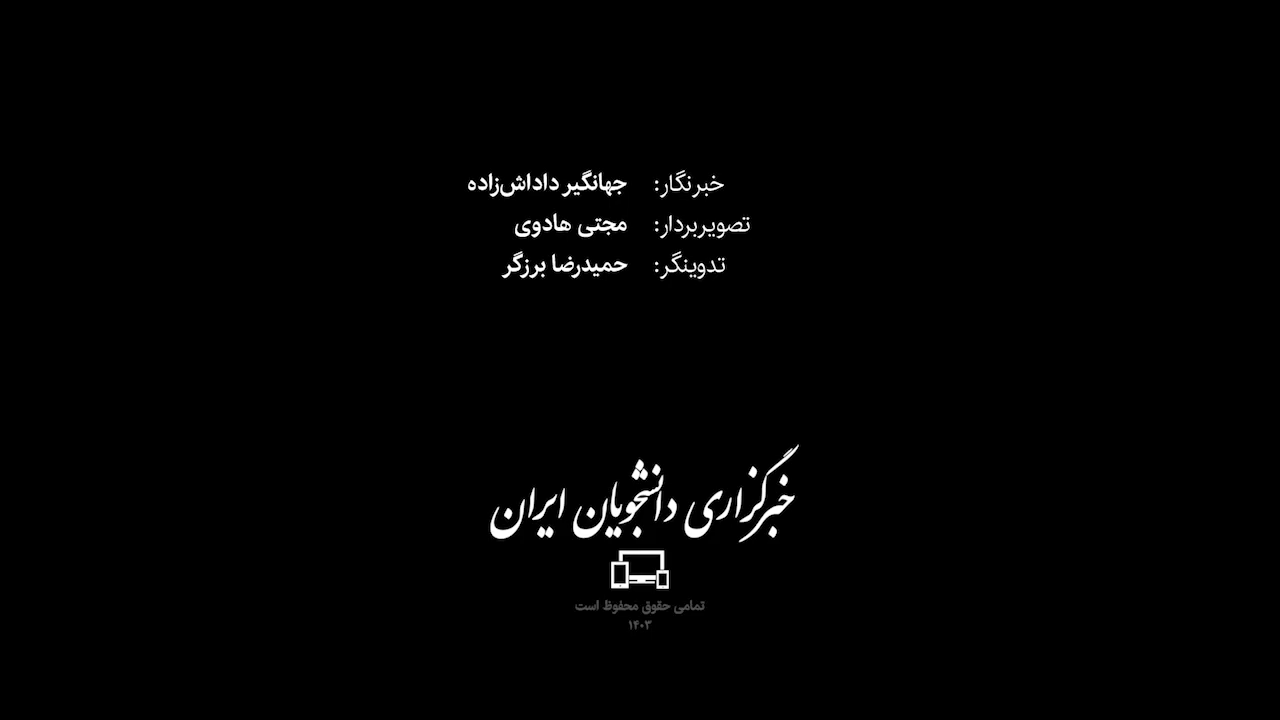 خبرنگار: جهانگیر داداش‌زاده
تصویربردار: مجتی هادوی
تدوینگر: حمیدرضا برزگر
خبرگزاری دانشجویان ایران
تمامی حقوق محفوظ است
۱۴۰۳